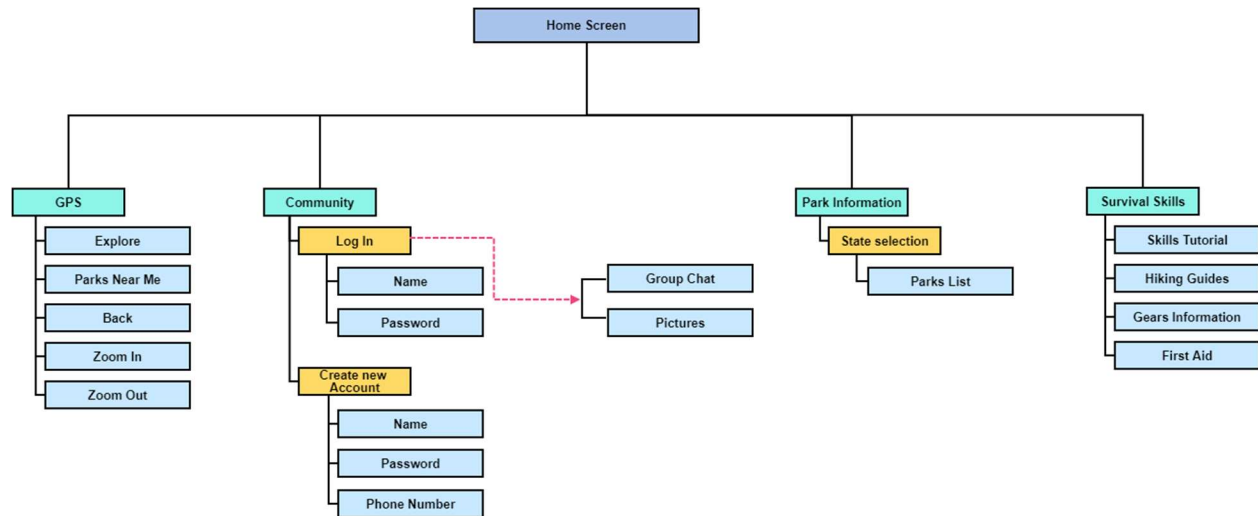 Home Screen
GPS
Explore
Parks Near Me
Back
Zoom In
Zoom Out
Community
Log In
Name
Password
Group Chat
Pictures
Create new
Account
Name
Password
Phone Number
Park Information
State selection
Parks List
Survival Skills
Skills Tutorial
Hiking Guides
Gears Information
First Aid